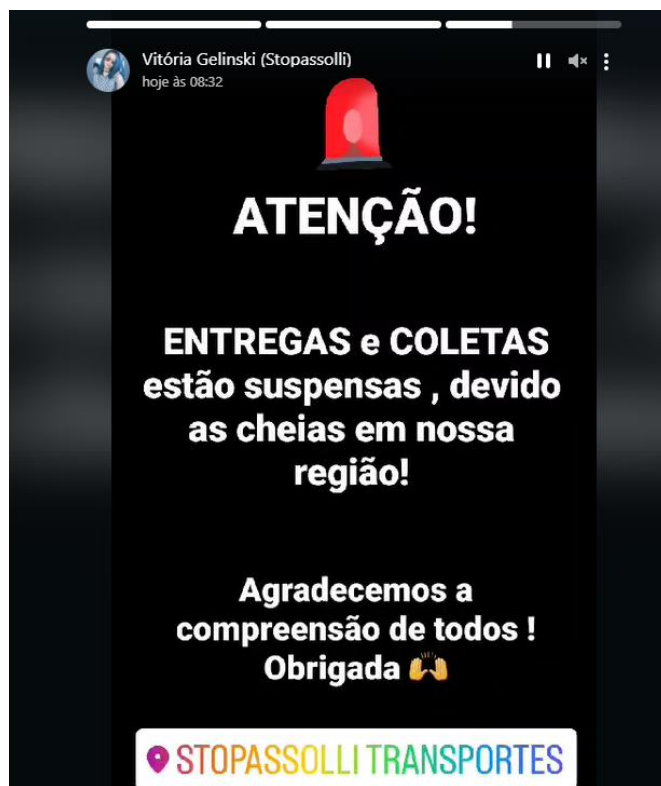 Vitória Gelinski (Stopassolli)
hoje às 08:32
ATENÇÃO!
ENTREGAS e COLETAS
estão suspensas , devido
as cheias em nossa
região!
Agradecemos a
compreensão de todos !
Obrigada 🙌
STOPASSOLLI TRANSPORTES